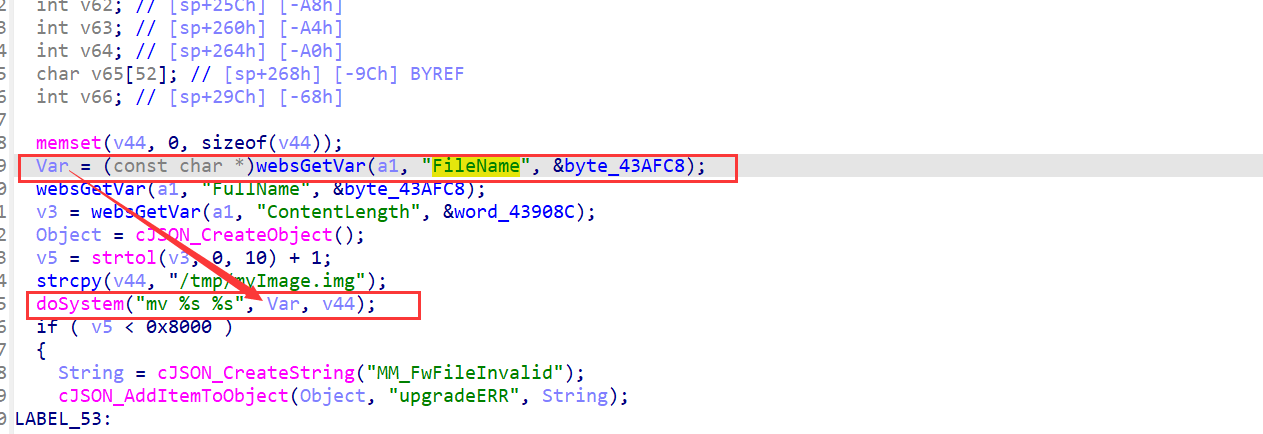 2 int v62; // [sp+25Ch] [-A8h]
3 int v63; // [sp+260h] [-A4h]
4 int v64; // [sp+264h] [-A0h]
5 char v65[52]; // [sp+268h] [-9Ch] BYREF
6 int v66; // [sp+29Ch] [-68h]
7
8 memset(v44, 0, sizeof(v44));
9 Var = (const char *)websGetVar(a1, "FileName", &byte_43AFC8);
0 websGetVar(a1, "FullName", &byte_43AFC8);
1 v3 = websGetVar(a1, "ContentLength", &word_43908C);
2 Object = cJSON_CreateObject();
3 v5 = strtol(v3, 0, 10) + 1;
4 strcpy(v44, "/tmp/myImage.img");
5 doSystem("mv %s %s", Var, v44);
6 if ( v5 < 0x8000 )
7 {
8 String = cJSON_CreateString("MM_FwFileInvalid");
9 cJSON_AddItemToObject(Object, "upgradeERR", String);
0 LABEL_53: